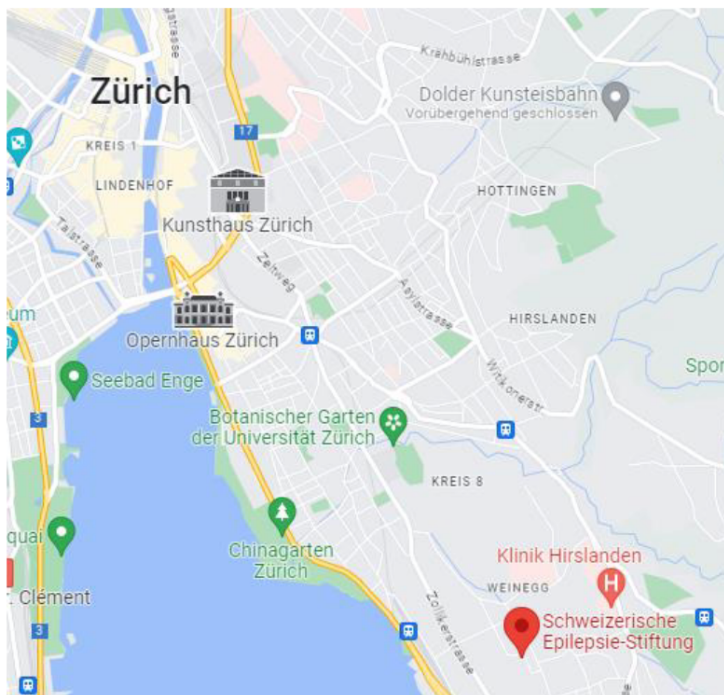 Krähbühlstrasse
Zürich
Dolder Kunsteisbahn
Vorübergehend geschlossen
17
KREIS 1
LINDENHOF
HOTTINGEN
Kunsthaus Zürich
Talstrasse
Zeltweg
Asylstrasse
HIRSLANDEN
Opernhaus Zürich
Seebad Enge
Witikonerstr
3
Botanischer Garten
der Universität Zürich
KREIS 8
quai
Chinagarten
Zürich
Klinik Hirslanden
H
WEINEGG
Clément
Zollikerstrasse
3
Schweizerische
Epilepsie-Stiftung